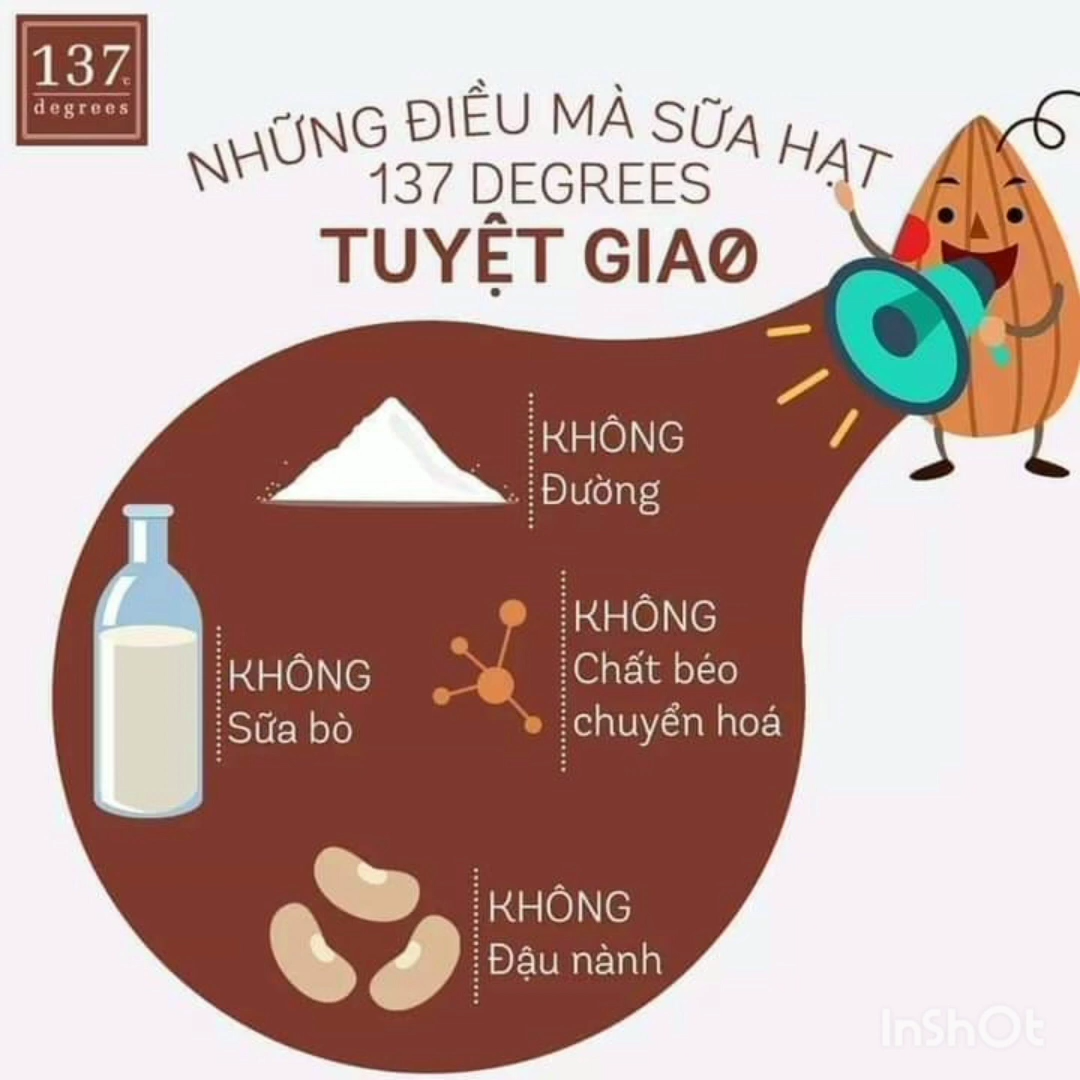 137°c
degrees
NHỮNG ĐIỀU MÀ SỮA HẠT
137 DEGREES
TUYỆT GIAO
KHÔNG
Đường
KHÔNG
Sữa bò
KHÔNG
Chất béo
chuyển hoá
KHÔNG
Đậu nành
InShOt